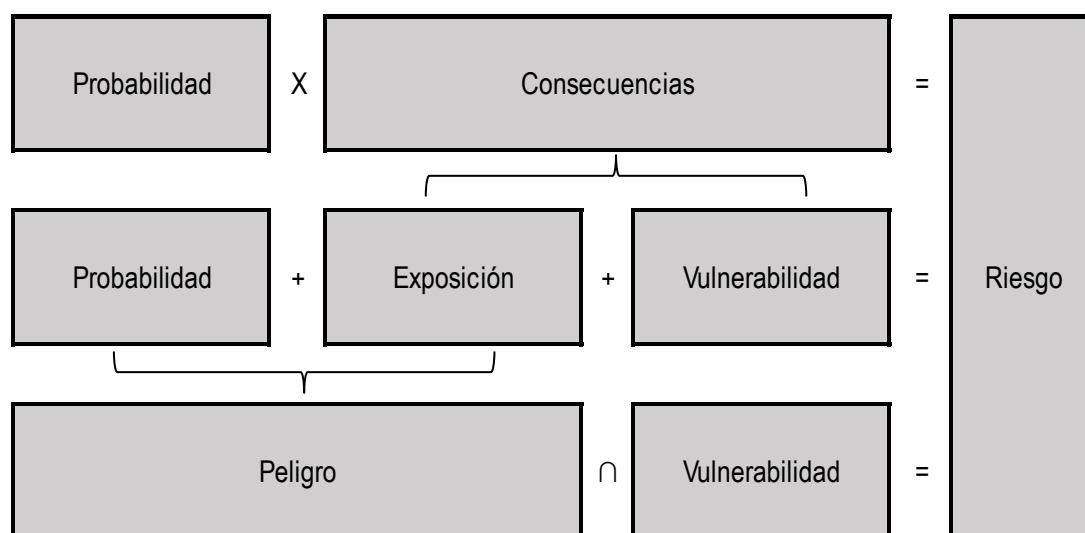 Probabilidad X Consecuencias =
Probabilidad + Exposición + Vulnerabilidad = Riesgo
Peligro ∩ Vulnerabilidad =